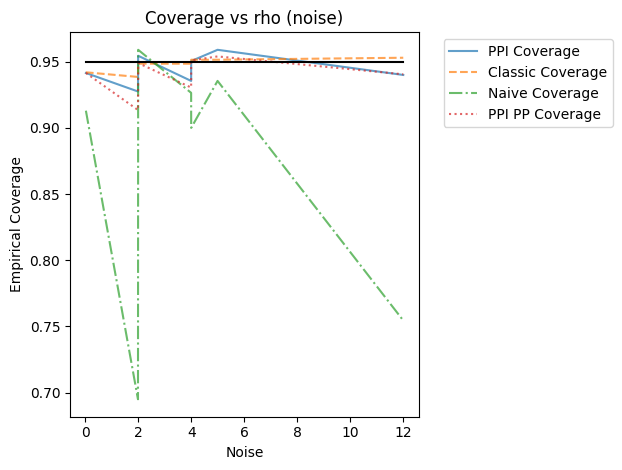 Coverage vs rho (noise)
PPI Coverage
Classic Coverage
Naive Coverage
PPI PP Coverage
Empirical Coverage
0.95
0.90
0.85
0.80
0.75
0.70
0 2 4 6 8 10 12
Noise